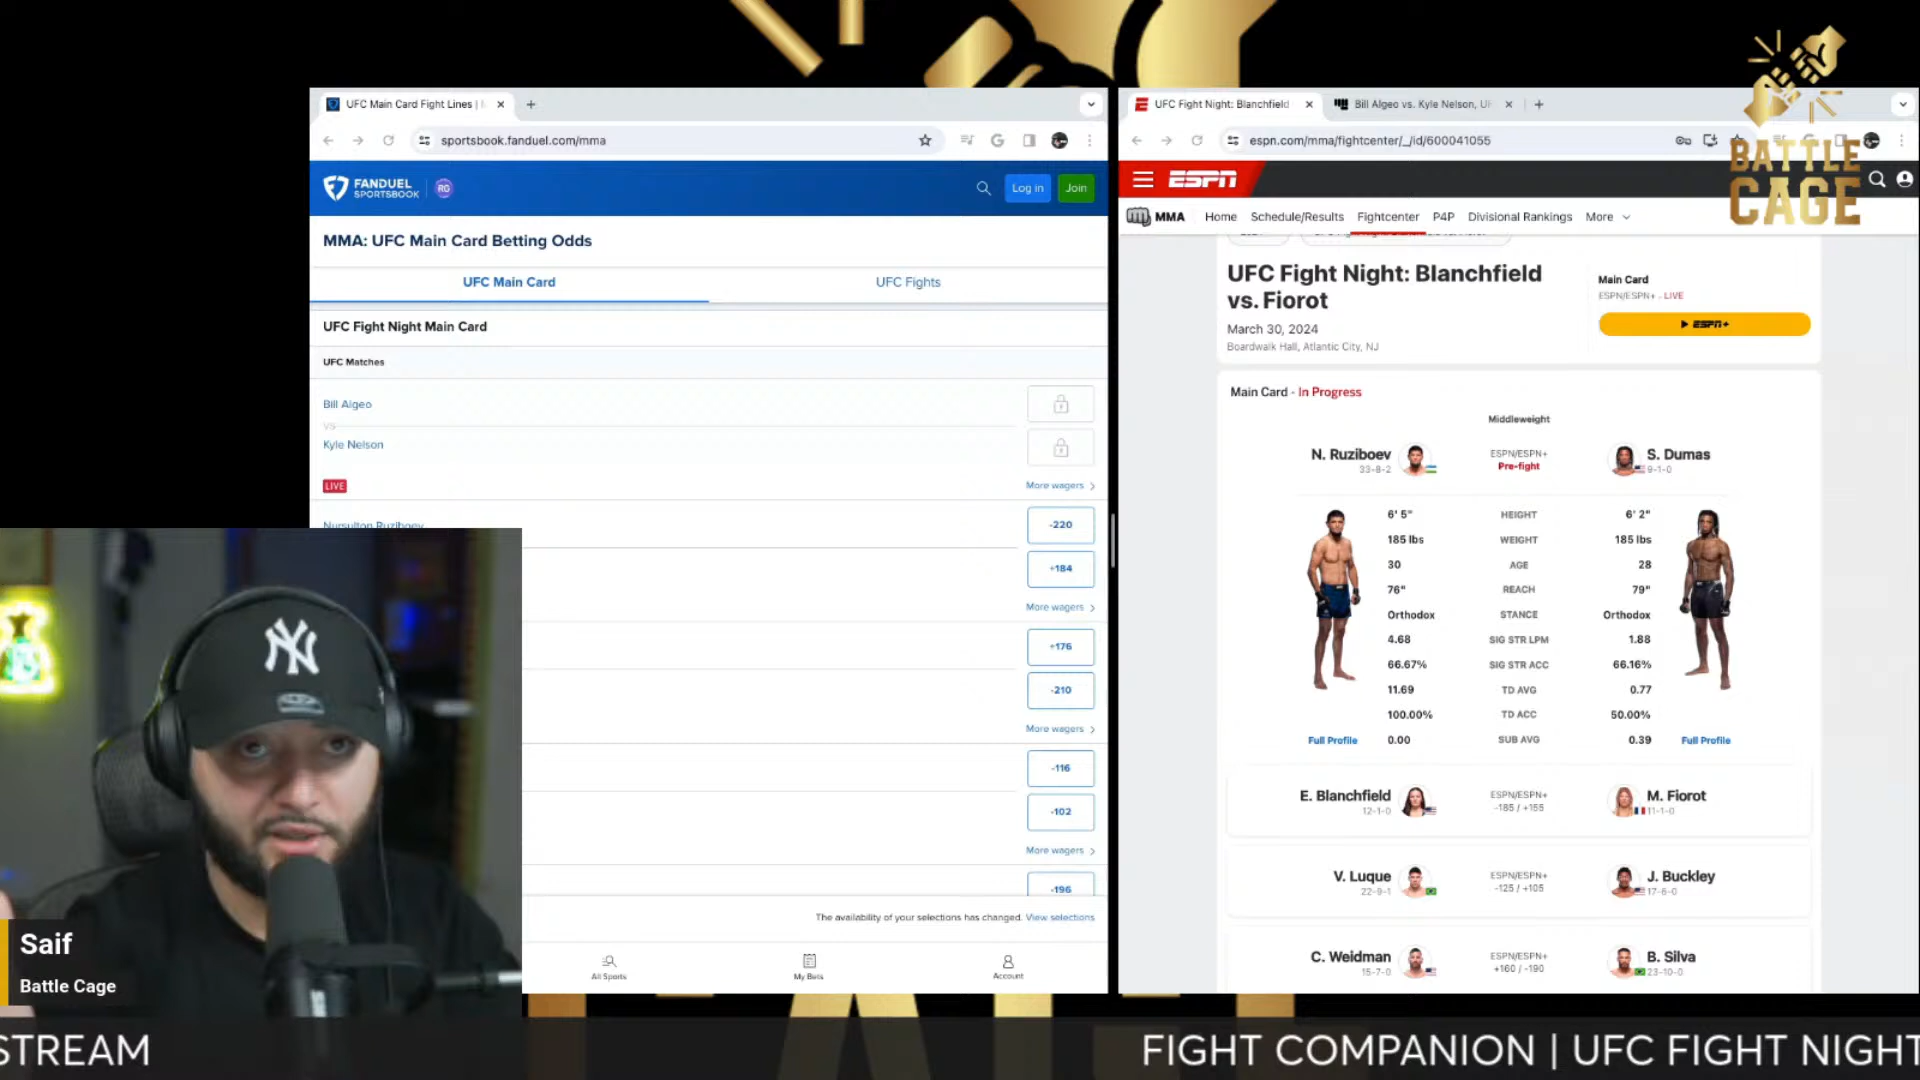 UFC Main Card Fight Lines |
sportsbook.fanduel.com/mma
FANDUEL
SPORTSBOOK
RG
Log in
Join
MMA: UFC Main Card Betting Odds
UFC Main Card
UFC Fights
UFC Fight Night Main Card
UFC Matches
Bill Algeo
VS
Kyle Nelson
LIVE
More wagers
Nursulton Ruziboev
-220
+184
More wagers
+176
-210
More wagers
-116
-102
More wagers
-196
The availability of your selections has changed. View selections
All Sports
My Bets
Account
UFC Fight Night: Blanchfield
Bill Algeo vs. Kyle Nelson, UF
espn.com/mma/fightcenter/_/id/600041055
BATTLE
CAGE
ESPN
MMA
Home
Schedule/Results
Fightcenter
P4P
Divisional Rankings
More
UFC Fight Night: Blanchfield
vs. Fiorot
March 30, 2024
Boardwalk Hall, Atlantic City, NJ
Main Card
ESPN/ESPN+ - LIVE
ESPN+
Main Card - In Progress
Middleweight
N. Ruziboev
33-8-2
ESPN/ESPN+
Pre-fight
S. Dumas
9-1-0
6' 5" HEIGHT 6' 2"
185 lbs WEIGHT 185 lbs
30 AGE 28
76" REACH 79"
Orthodox STANCE Orthodox
4.68 SIG STR LPM 1.88
66.67% SIG STR ACC 66.16%
11.69 TD AVG 0.77
100.00% TD ACC 50.00%
Full Profile 0.00 SUB AVG 0.39 Full Profile
E. Blanchfield
12-1-0
ESPN/ESPN+
-185 / +155
M. Fiorot
11-1-0
V. Luque
22-9-1
ESPN/ESPN+
-125 / +105
J. Buckley
17-6-0
C. Weidman
15-7-0
ESPN/ESPN+
+160 / -190
B. Silva
23-10-0
NY
Saif
Battle Cage
STREAM
FIGHT COMPANION | UFC FIGHT NIGHT